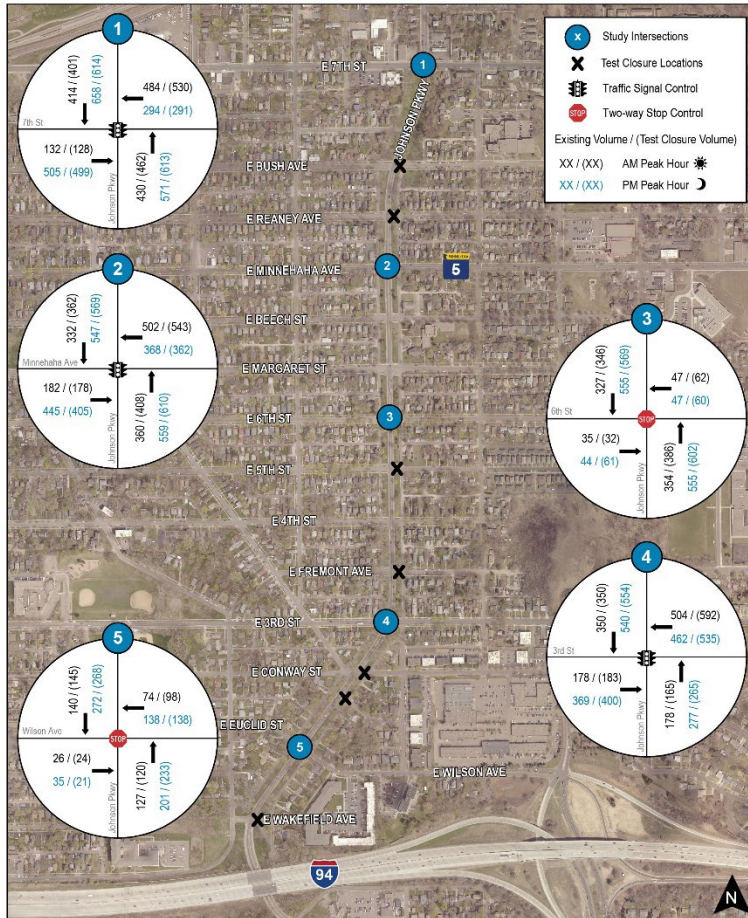 1
414 / (401)
658 / (614)
484 / (530)
294 / (291)
7th St
132 / (128)
505 / (499)
Johnson Pkwy
430 / (462)
571 / (613)
E 7TH ST
1
JOHNSON PKWY
x Study Intersections
Test Closure Locations
Traffic Signal Control
STOP Two-way Stop Control
Existing Volume / (Test Closure Volume)
XX / (XX) AM Peak Hour
XX / (XX) PM Peak Hour
E BUSH AVE
E REANEY AVE
E MINNEHAHA AVE
2
5
E BEECH ST
E MARGARET ST
2
332 / (362)
547 / (569)
502 / (543)
368 / (362)
Minnehaha Ave
182 / (178)
445 / (405)
Johnson Pkwy
360 / (408)
559 / (610)
3
327 / (346)
555 / (569)
47 / (62)
47 / (60)
6th St
STOP
35 / (32)
44 / (61)
Johnson Pkwy
354 / (386)
555 / (602)
E 6TH ST
3
E 5TH ST
E 4TH ST
E FREMONT AVE
E 3RD ST
4
4
350 / (350)
540 / (554)
504 / (592)
462 / (535)
3rd St
178 / (183)
369 / (400)
Johnson Pkwy
178 / (165)
277 / (265)
5
140 / (145)
272 / (268)
74 / (98)
138 / (138)
Wilson Ave
STOP
26 / (24)
35 / (21)
Johnson Pkwy
127 / (120)
201 / (233)
E CONWAY ST
E EUCLID ST
5
E WILSON AVE
E WAKEFIELD AVE
94
N